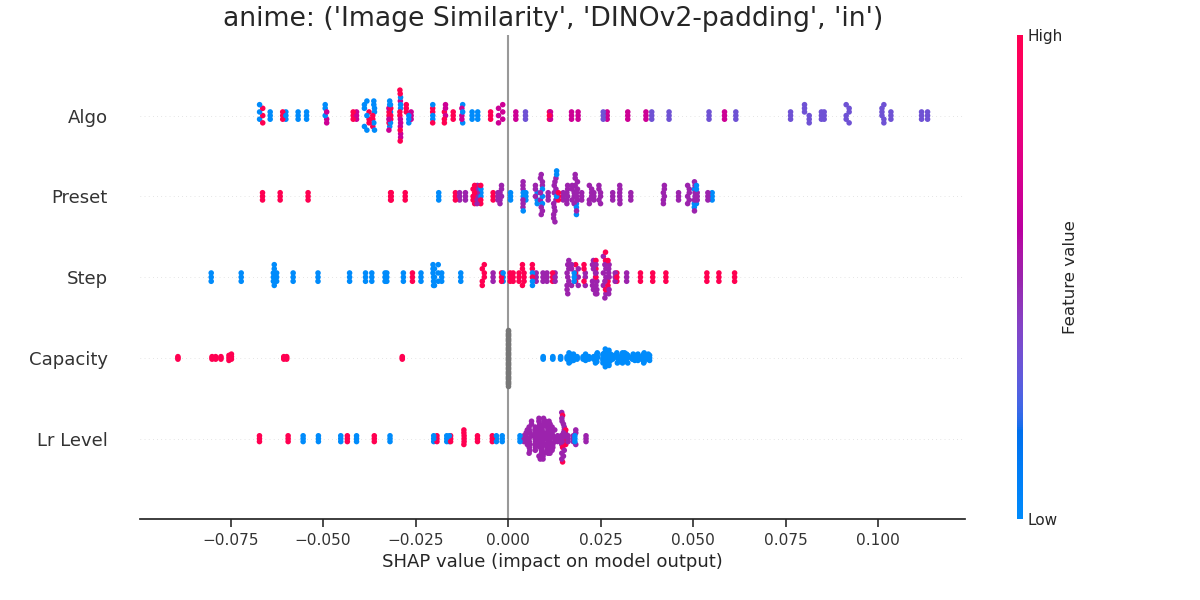 anime: ('Image Similarity', 'DINOv2-padding', 'in')
High
Algo
Preset
Step
Capacity
Lr Level
Feature value
Low
−0.075 −0.050 −0.025 0.000 0.025 0.050 0.075 0.100
SHAP value (impact on model output)